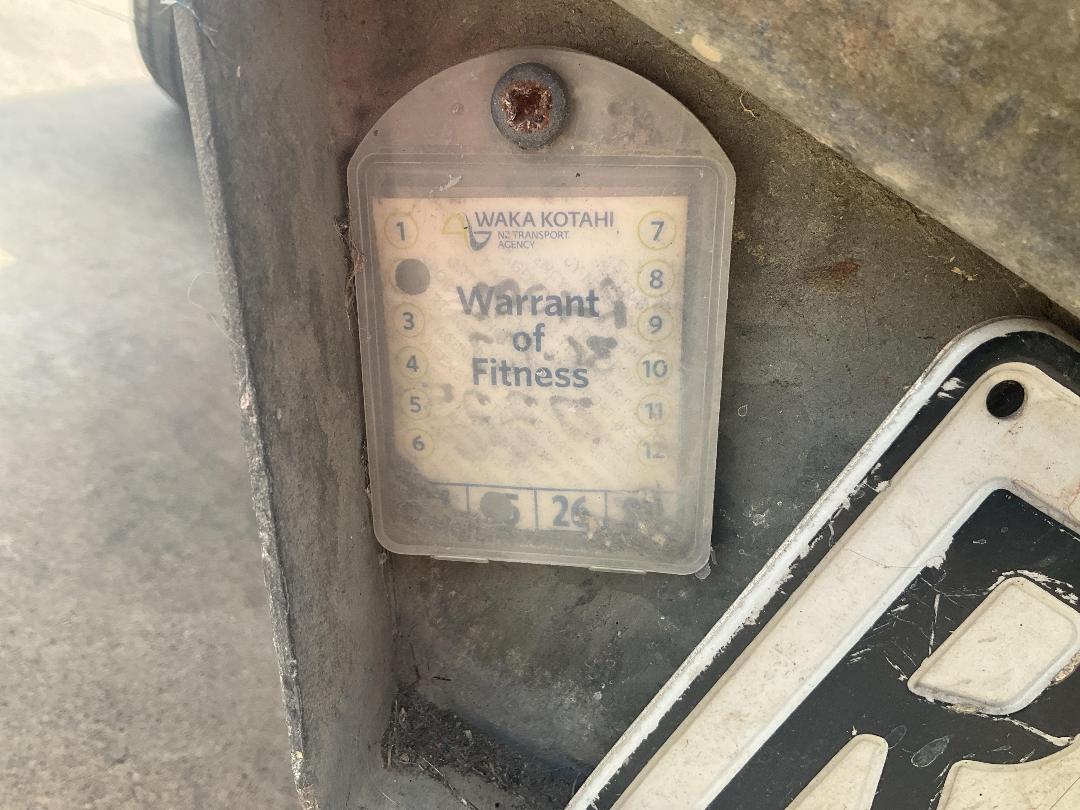 WAKA KOTAHI
NZ TRANSPORT
AGENCY
1
7
8
3
9
4
10
5
11
6
12
Warrant
of
Fitness
26